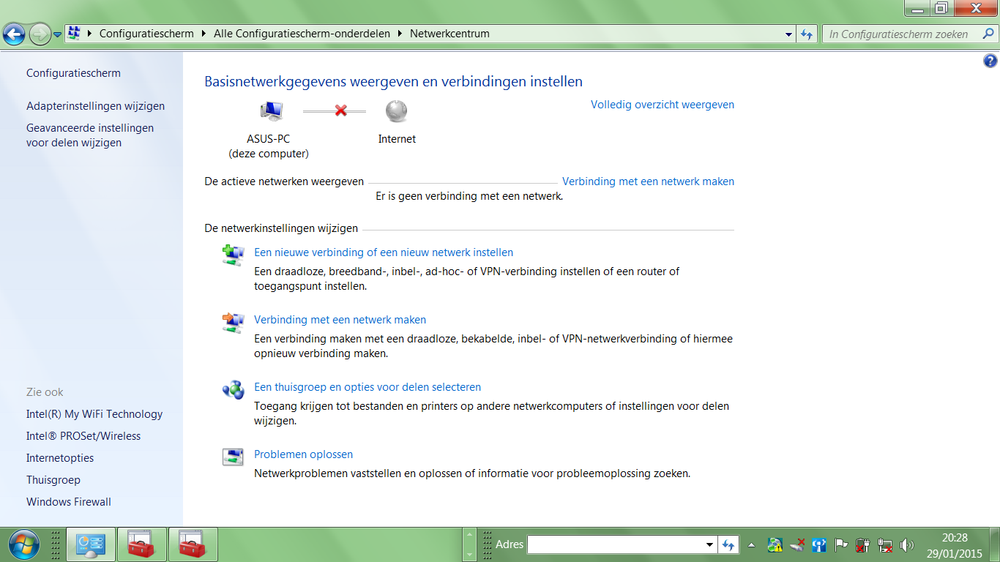 Configuratiescherm
Alle Configuratiescherm-onderdelen
Netwerkcentrum
In Configuratiescherm zoeken
Configuratiescherm
Adapterinstellingen wijzigen
Geavanceerde instellingen
voor delen wijzigen
Zie ook
Intel(R) My WiFi Technology
Intel® PROSet/Wireless
Internetopties
Thuisgroep
Windows Firewall
Basisnetwerkgegevens weergeven en verbindingen instellen
Volledig overzicht weergeven
ASUS-PC
(deze computer)
Internet
De actieve netwerken weergeven
Verbinding met een netwerk maken
Er is geen verbinding met een netwerk.
De netwerkinstellingen wijzigen
Een nieuwe verbinding of een nieuw netwerk instellen
Een draadloze, breedband-, inbel-, ad-hoc- of VPN-verbinding instellen of een router of
toegangspunt instellen.
Verbinding met een netwerk maken
Een verbinding maken met een draadloze, bekabelde, inbel- of VPN-netwerkverbinding of hiermee
opnieuw verbinding maken.
Een thuisgroep en opties voor delen selecteren
Toegang krijgen tot bestanden en printers op andere netwerkcomputers of instellingen voor delen
wijzigen.
Problemen oplossen
Netwerkproblemen vaststellen en oplossen of informatie voor probleemoplossing zoeken.
Adres
20:28
29/01/2015